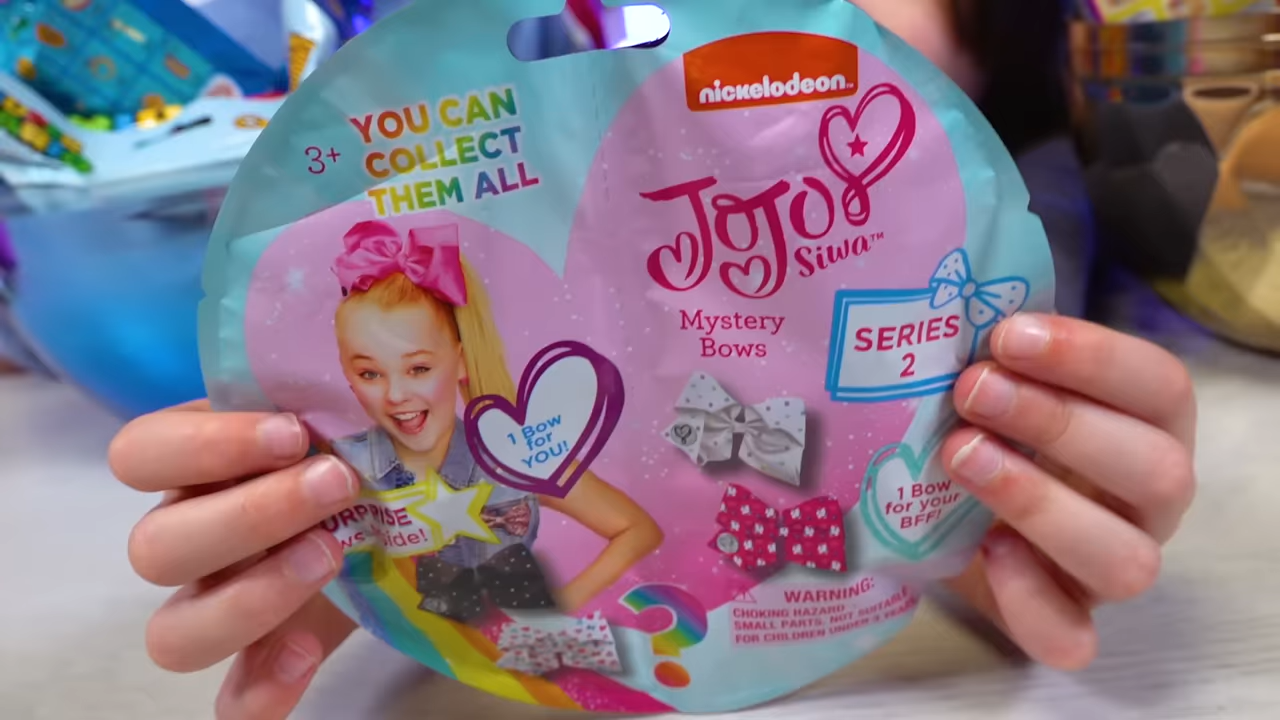 nickelodeon™
3+
YOU CAN
COLLECT
THEM ALL
JoJo
Siwa™
Mystery
Bows
SERIES
2
1 Bow
for
YOU!
1 Bow
for your
BFF!
WARNING:
CHOKING HAZARD
SMALL PARTS. NOT SUITABLE
FOR CHILDREN UNDER 3 YEARS
?